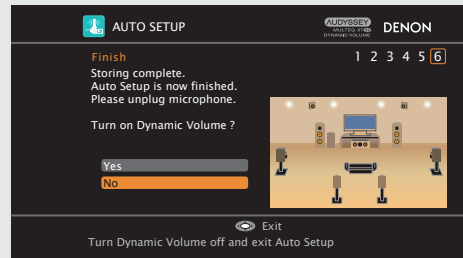 AUTO SETUP
AUDYSSEY
MULTEQ XT32
DYNAMIC VOLUME
DENON
Finish
1 2 3 4 5 6
Storing complete.
Auto Setup is now finished.
Please unplug microphone.
Turn on Dynamic Volume ?
Yes
No
Exit
Turn Dynamic Volume off and exit Auto Setup